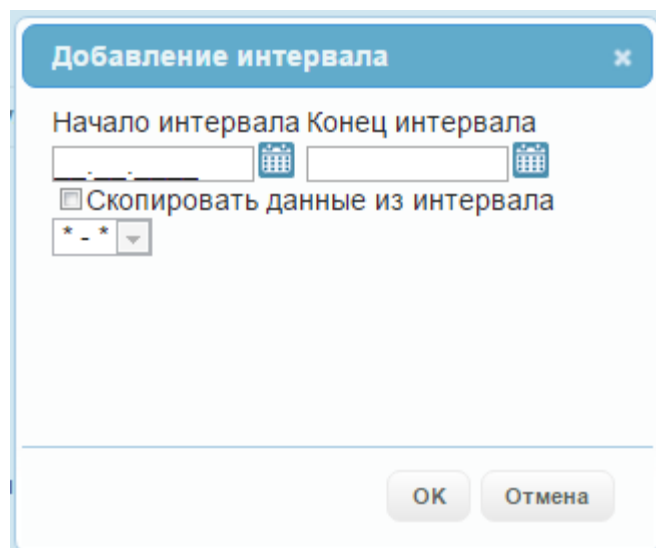 Добавление интервала
Начало интервала Конец интервала
__.__.____
Скопировать данные из интервала
* - *
OK Отмена